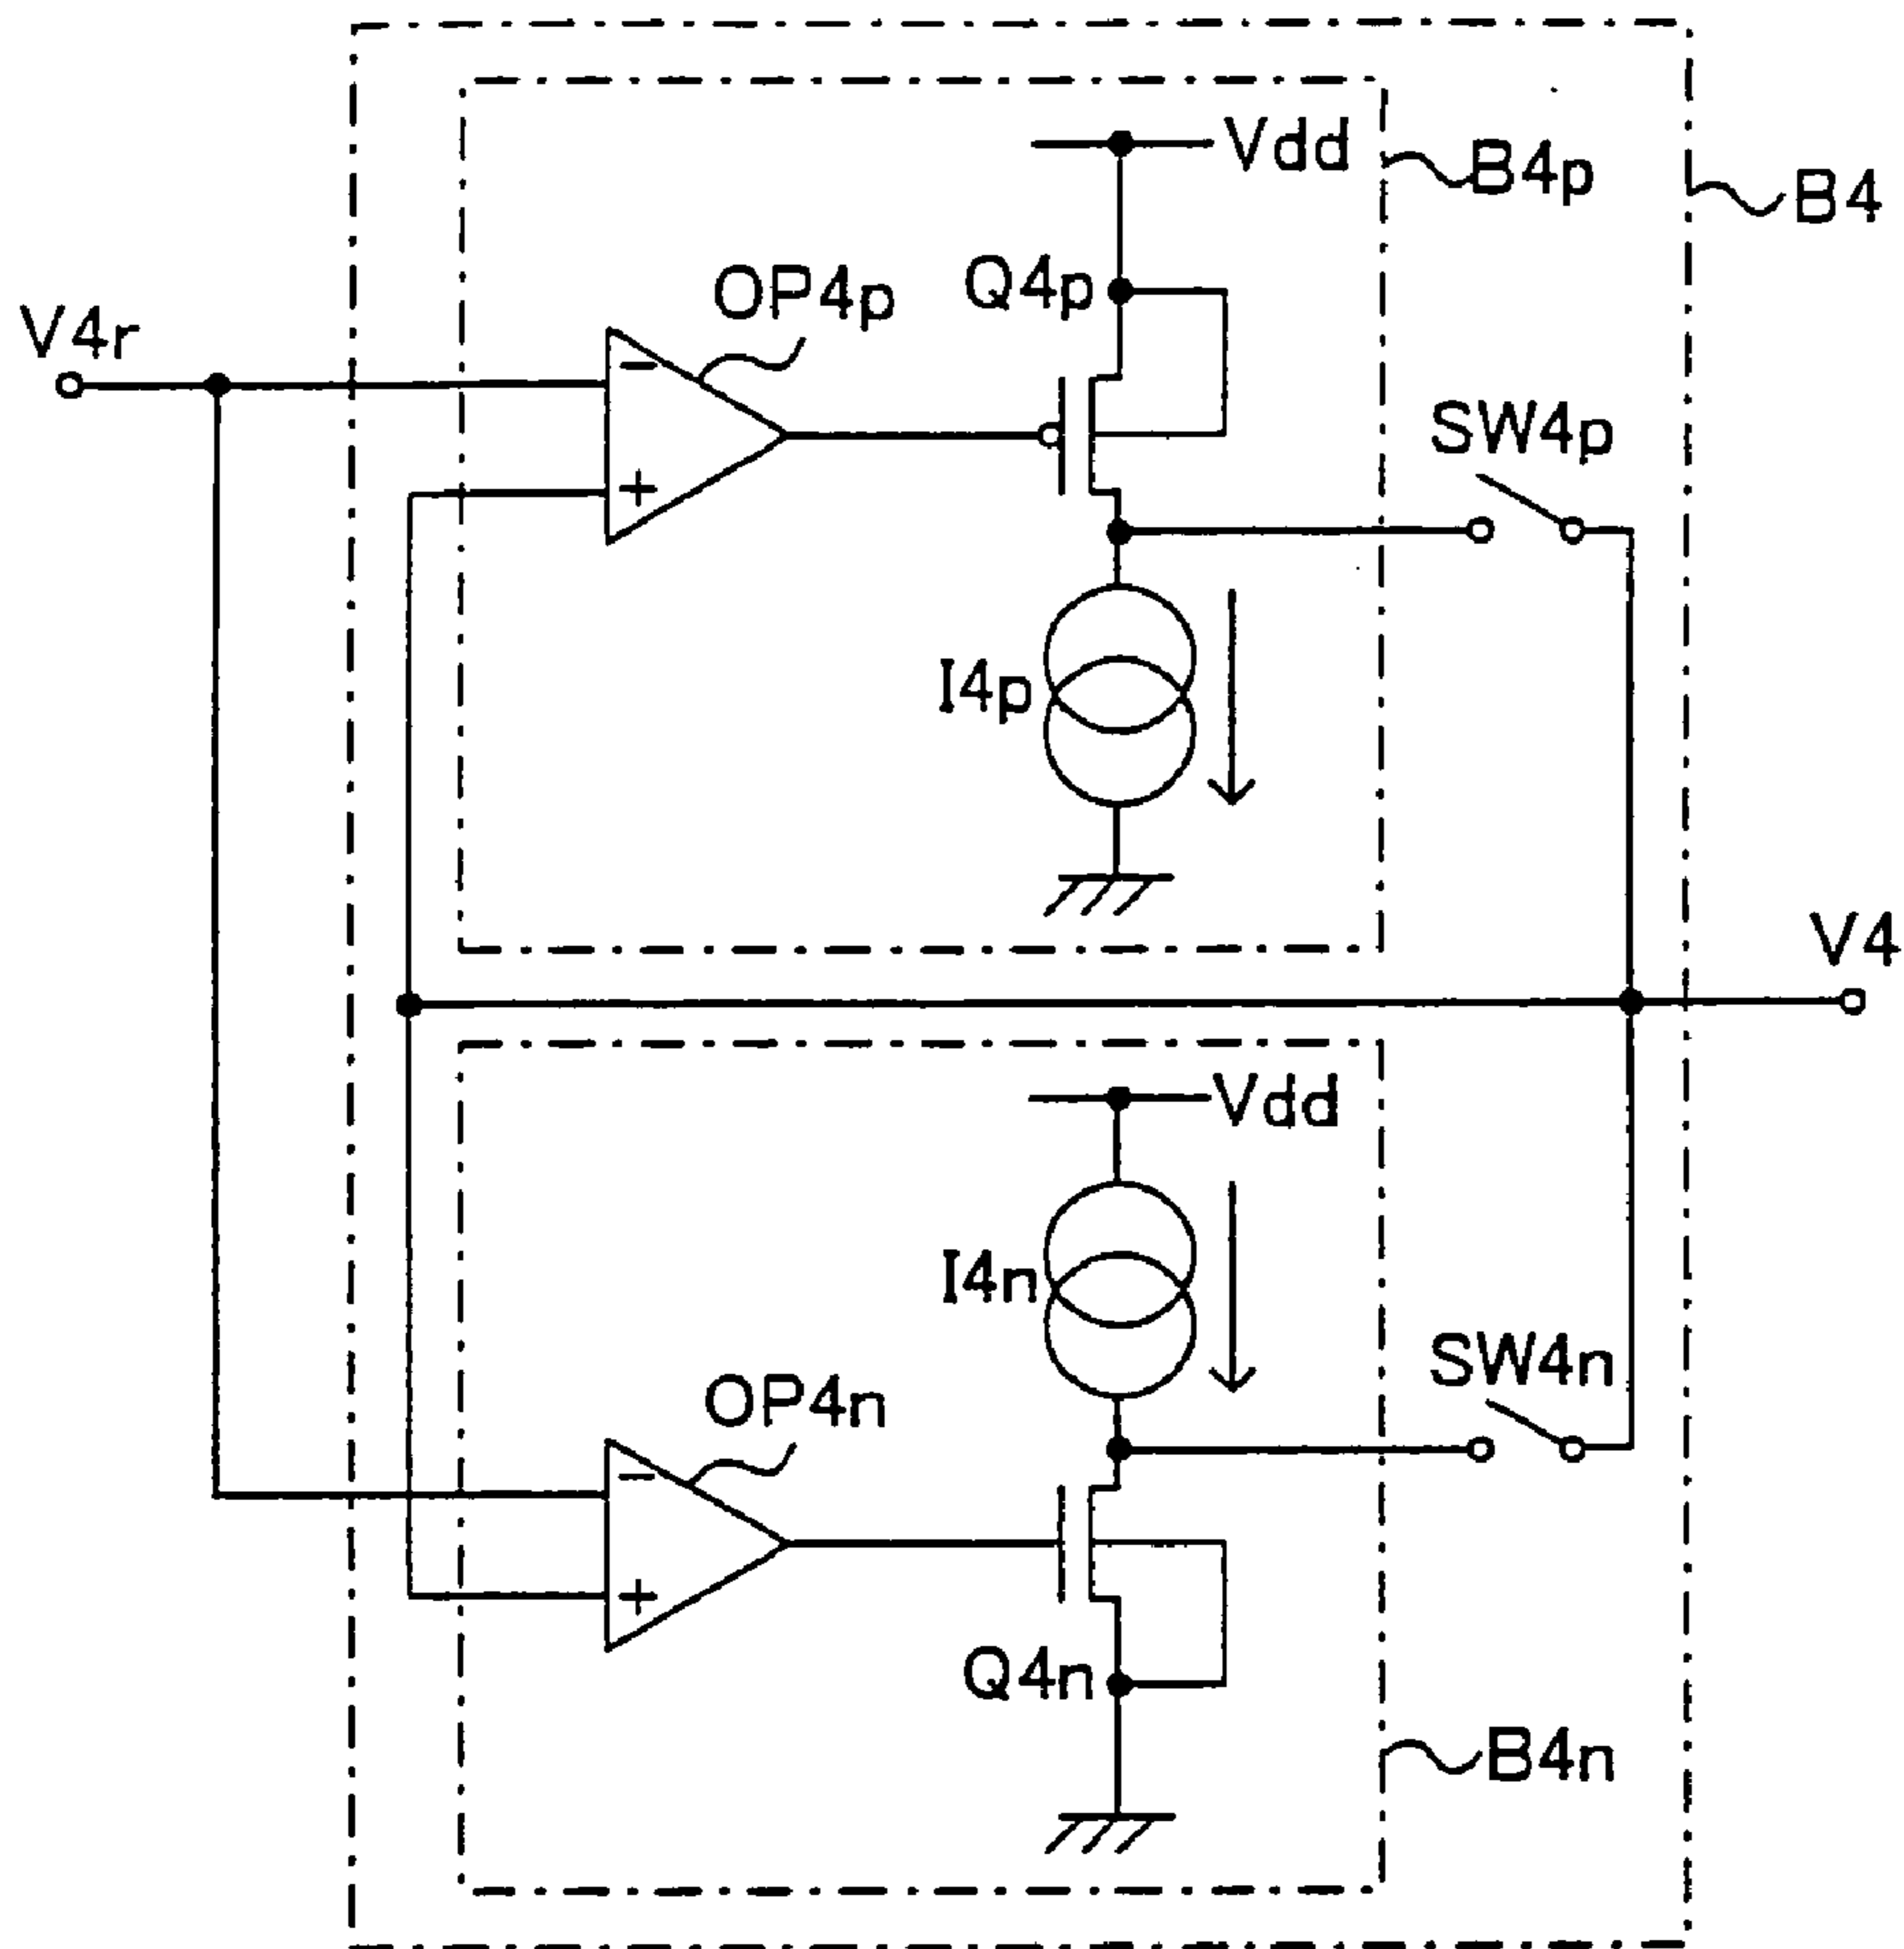 Vdd
B4p
B4
Q4p
OP4p
V4r
−
+
SW4p
I4p
V4
Vdd
I4n
SW4n
OP4n
−
+
Q4n
B4n